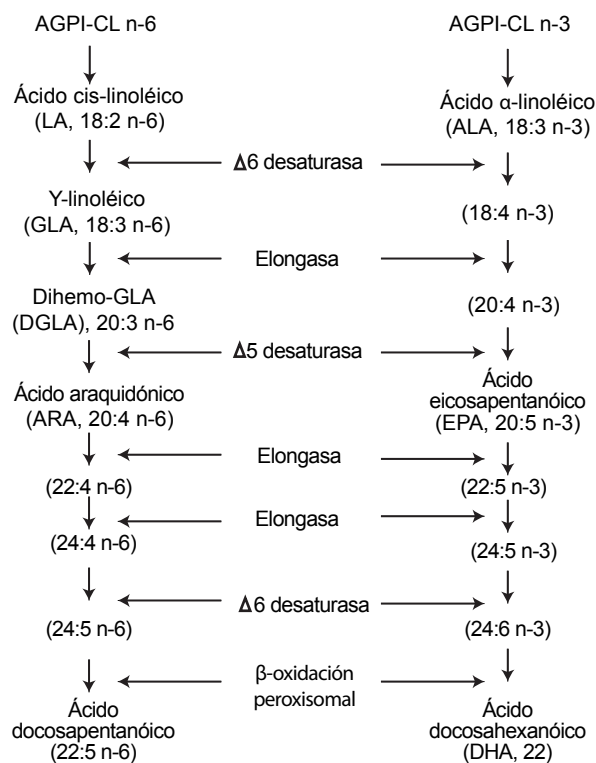 AGPI-CL n-6
AGPI-CL n-3
Ácido cis-linoléico
(LA, 18:2 n-6)
Ácido α-linoléico
(ALA, 18:3 n-3)
Δ6 desaturasa
Y-linoléico
(GLA, 18:3 n-6)
(18:4 n-3)
Elongasa
Dihemo-GLA
(DGLA), 20:3 n-6
(20:4 n-3)
Δ5 desaturasa
Ácido araquidónico
(ARA, 20:4 n-6)
Ácido
eicosapentanóico
(EPA, 20:5 n-3)
Elongasa
(22:4 n-6)
(22:5 n-3)
Elongasa
(24:4 n-6)
(24:5 n-3)
Δ6 desaturasa
(24:5 n-6)
(24:6 n-3)
β-oxidación
peroxisomal
Ácido
docosapentanóico
(22:5 n-6)
Ácido
docosahexanóico
(DHA, 22)